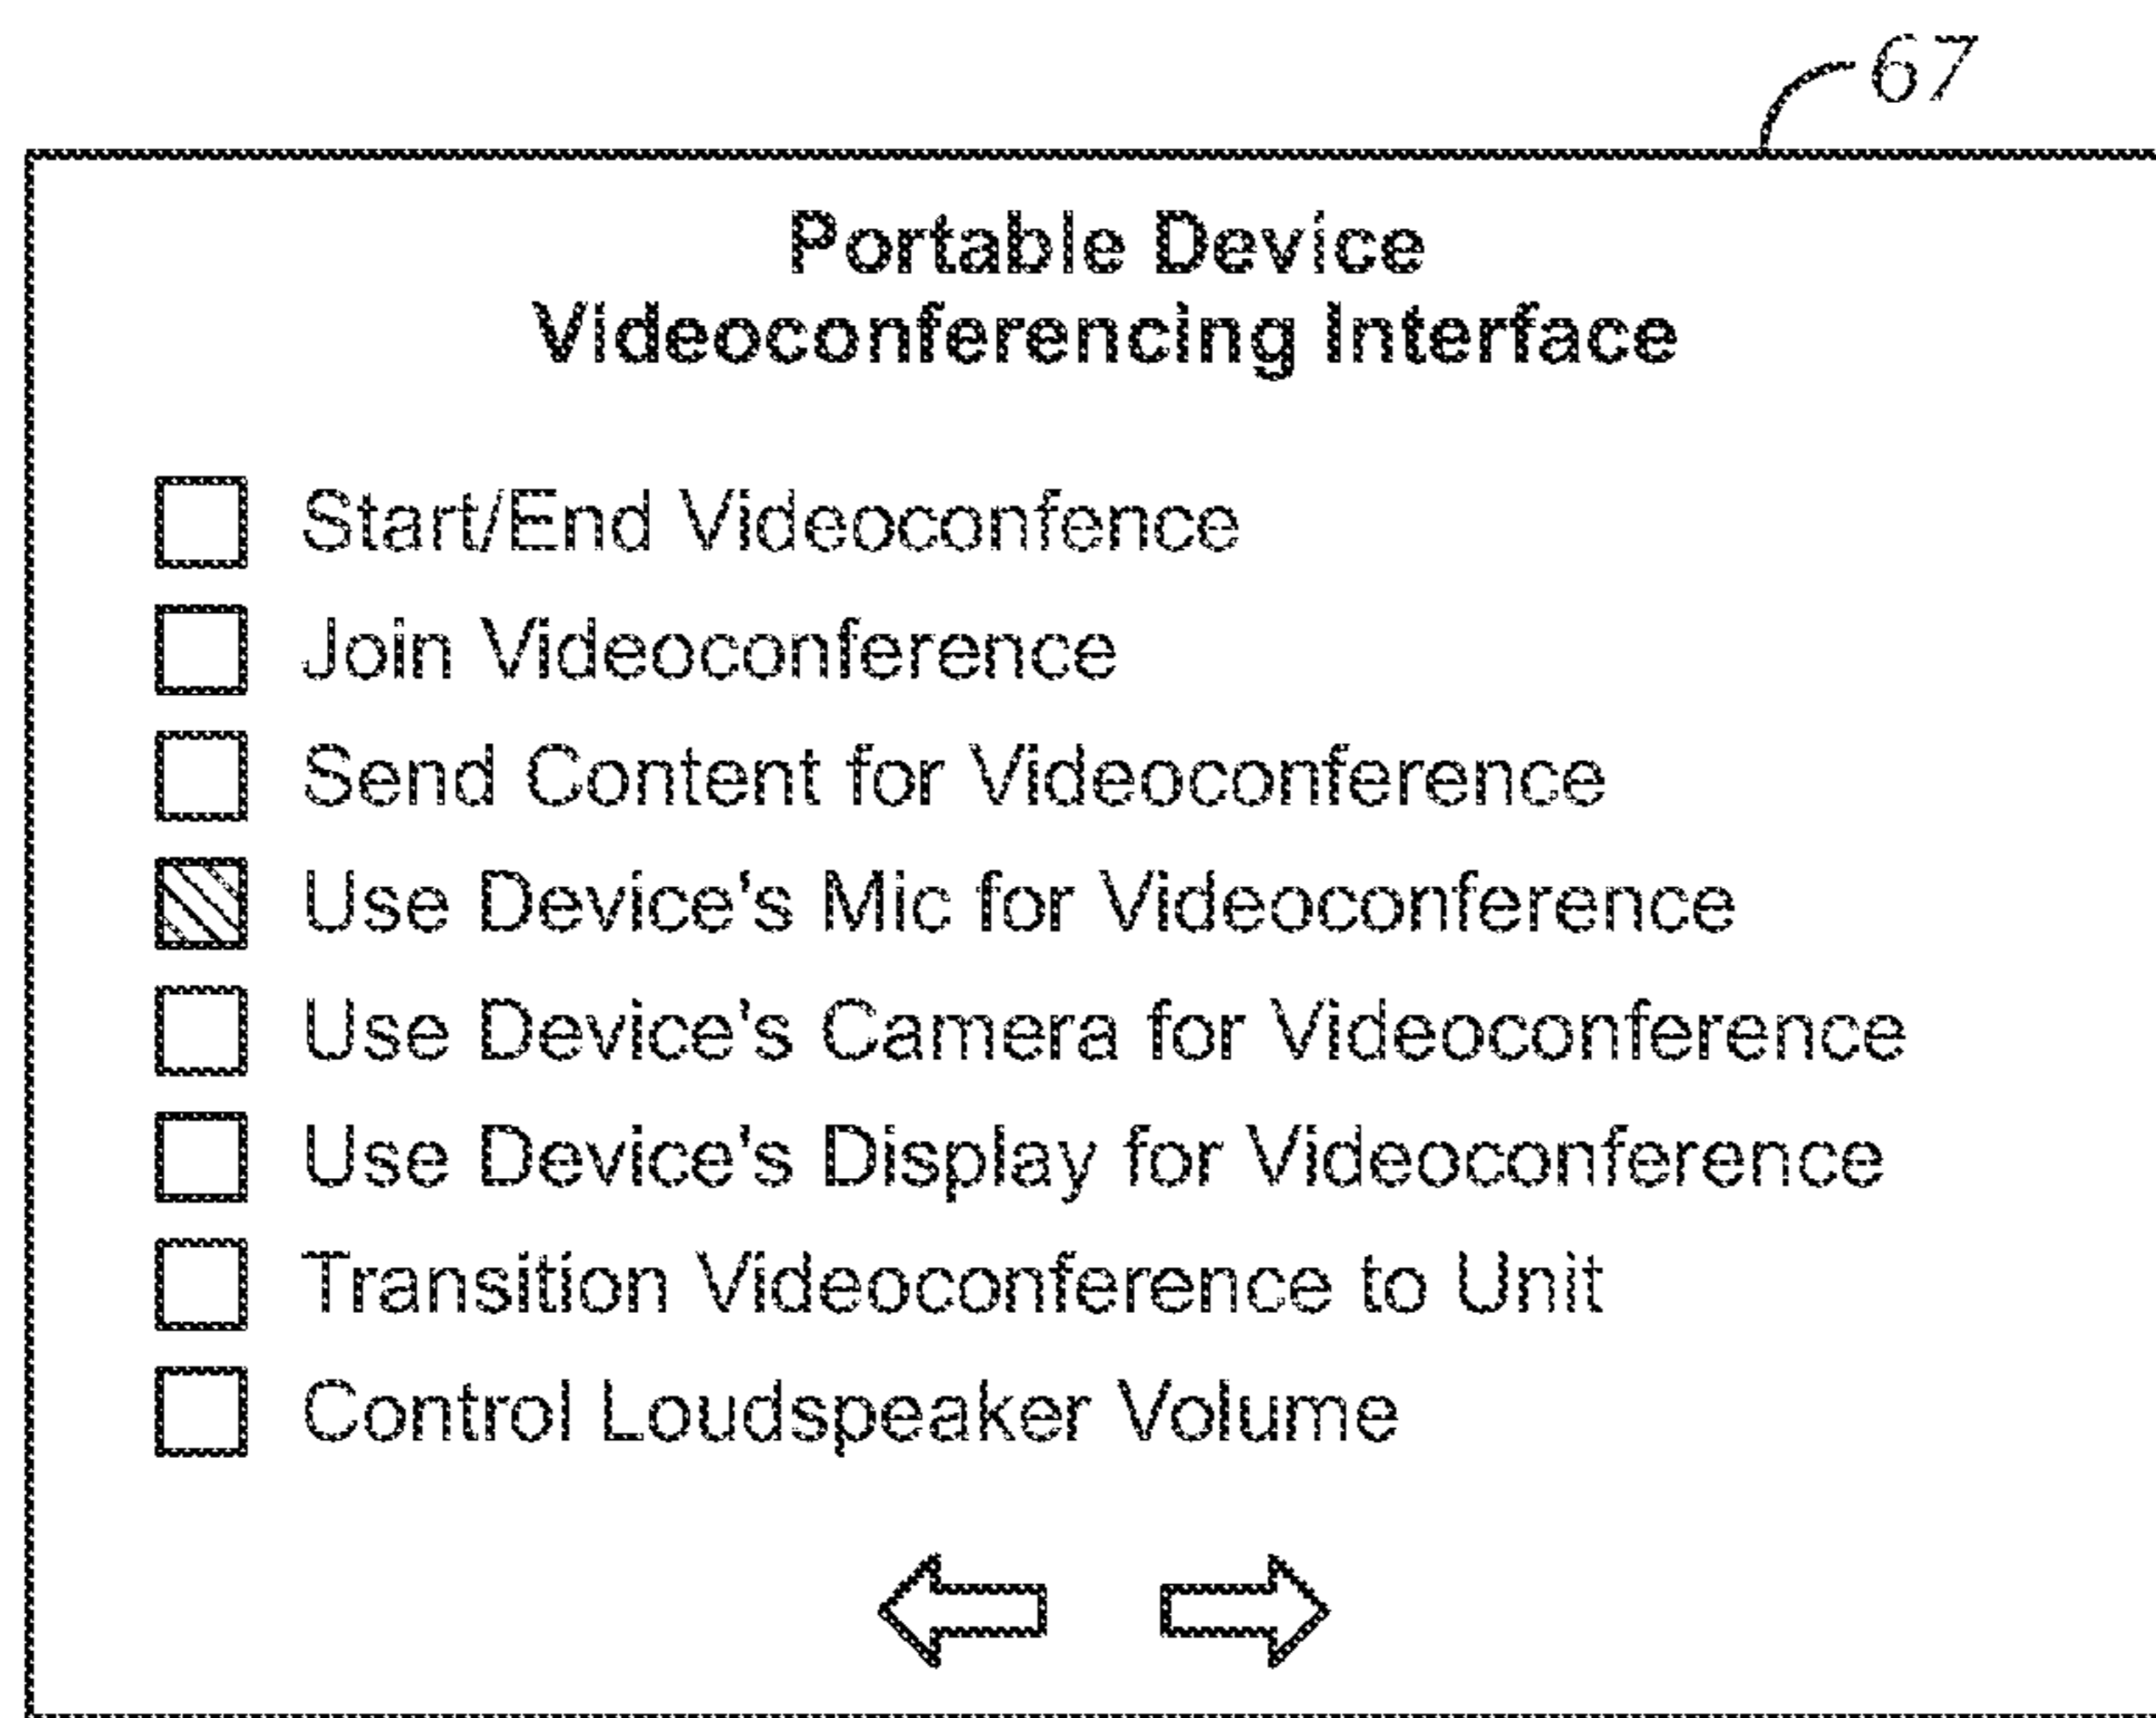 67
Portable Device
Videoconferencing Interface
Start/End Videoconfence
Join Videoconference
Send Content for Videoconference
Use Device's Mic for Videoconference
Use Device's Camera for Videoconference
Use Device's Display for Videoconference
Transition Videoconference to Unit
Control Loudspeaker Volume